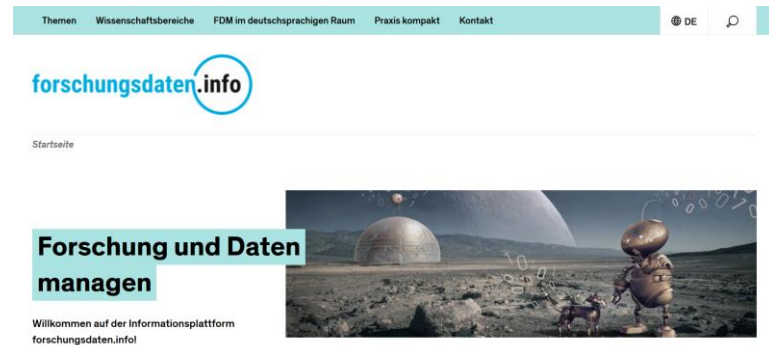 Themen Wissenschaftsbereiche FDM im deutschsprachigen Raum Praxis kompakt Kontakt DE
forschungsdaten.info
Startseite
Forschung und Daten
managen
Willkommen auf der Informationsplattform
forschungsdaten.info!